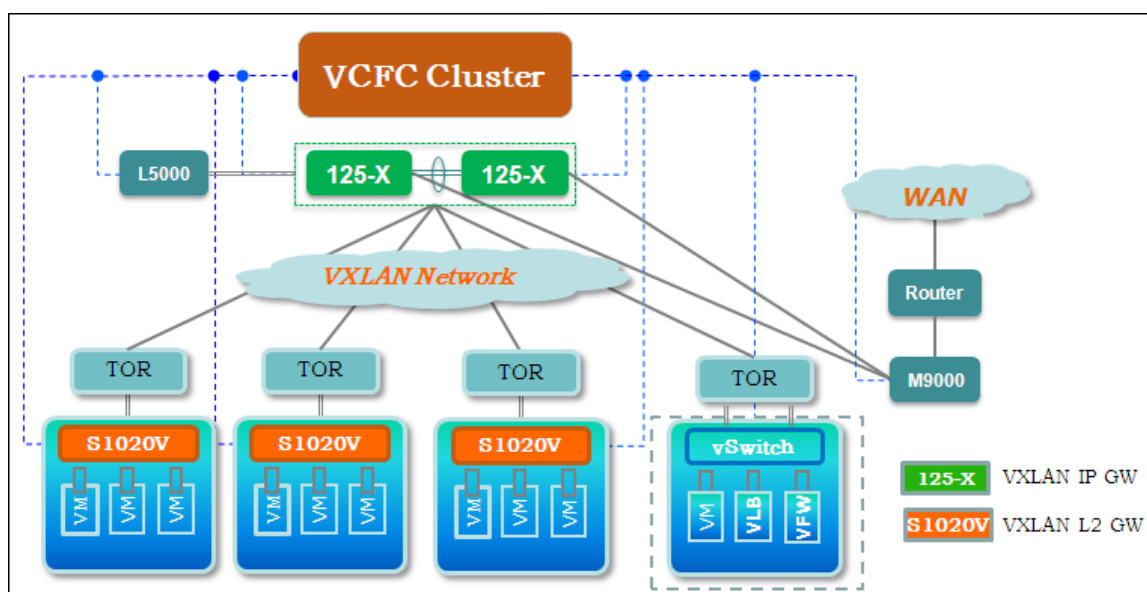 VCFC Cluster
L5000
125-X
125-X
WAN
VXLAN Network
Router
TOR
TOR
TOR
TOR
M9000
S1020V
S1020V
S1020V
vSwitch
VM
VM
VM
VM
VM
VM
VM
VM
VM
VM
VLB
VFW
125-X VXLAN IP GW
S1020V VXLAN L2 GW